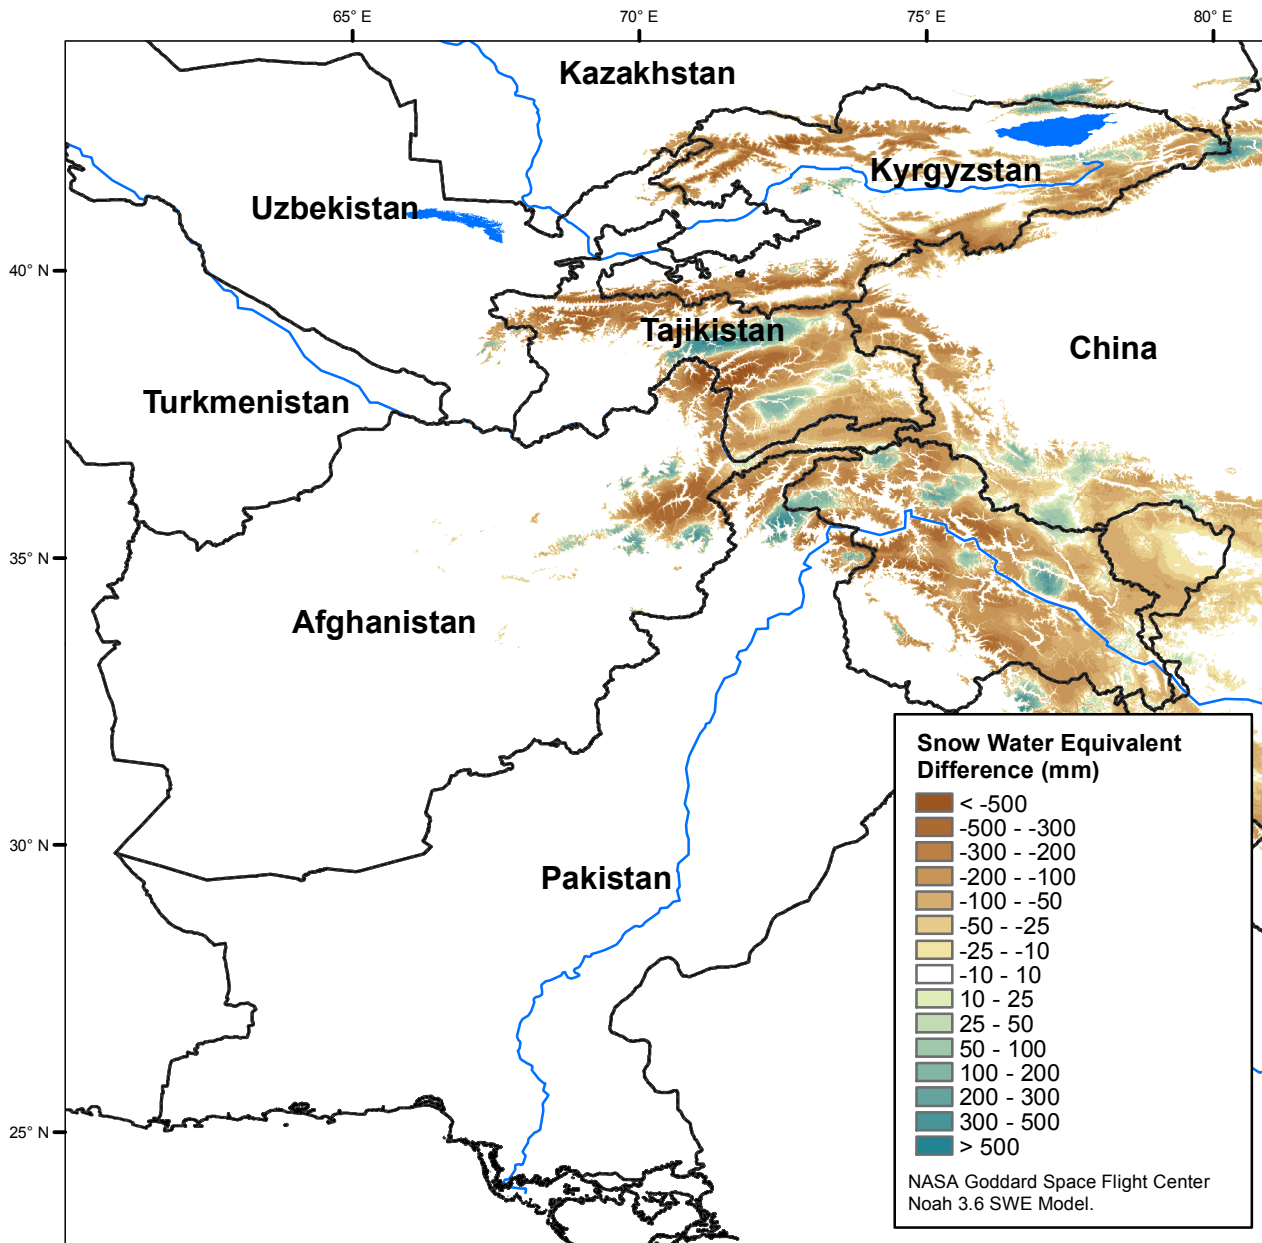 65° E
70° E
75° E
80° E
Kazakhstan
Kyrgyzstan
Uzbekistan
40° N
Tajikistan
China
Turkmenistan
35° N
Afghanistan
30° N
Pakistan
25° N
Snow Water Equivalent
Difference (mm)
< -500
-500 - -300
-300 - -200
-200 - -100
-100 - -50
-50 - -25
-25 - -10
-10 - 10
10 - 25
25 - 50
50 - 100
100 - 200
200 - 300
300 - 500
> 500
NASA Goddard Space Flight Center
Noah 3.6 SWE Model.